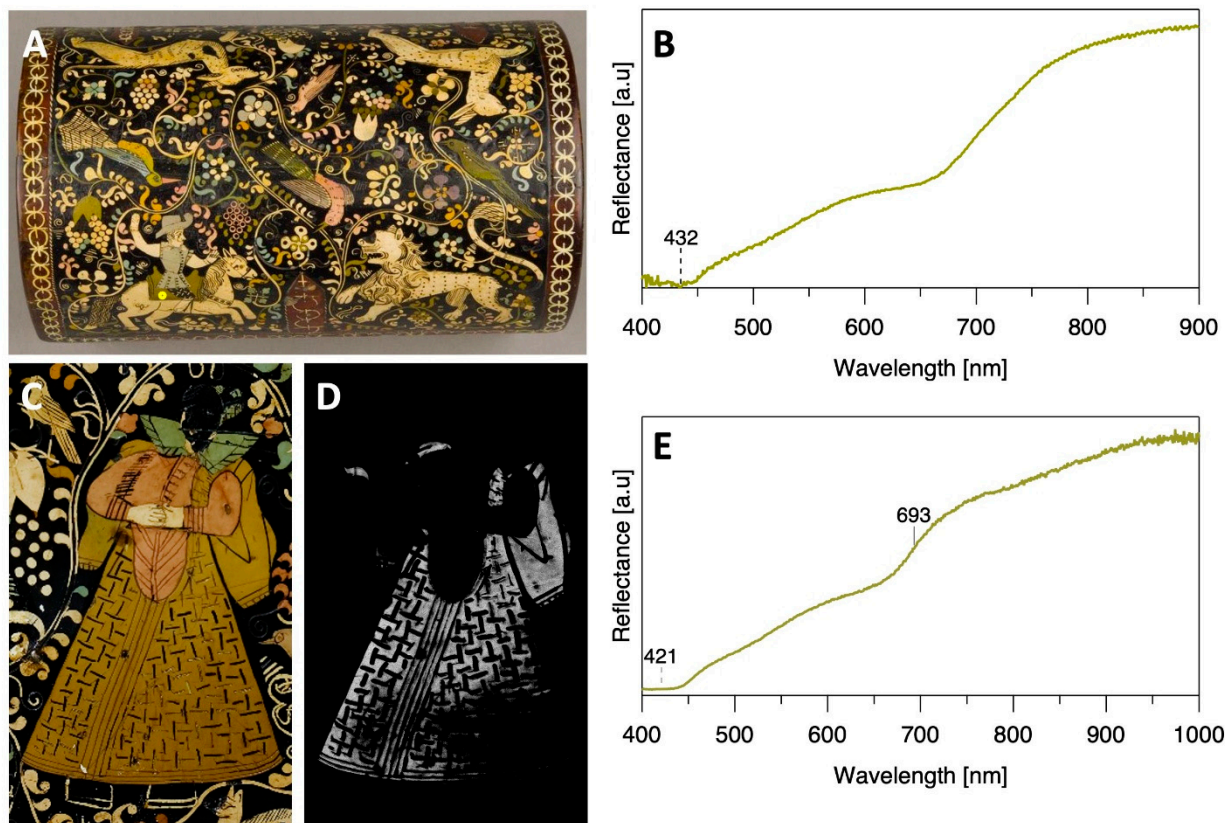 A
B
Reflectance [a.u]
432
400 500 600 700 800 900
Wavelength [nm]
C
D
E
Reflectance [a.u]
693
421
400 500 600 700 800 900 1000
Wavelength [nm]